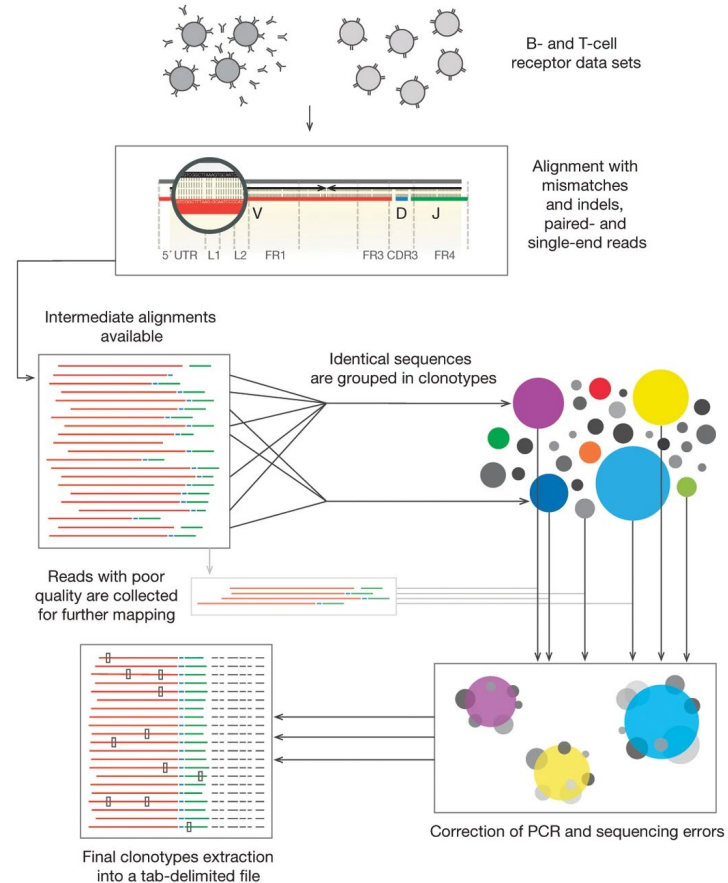 B- and T-cell
receptor data sets
Alignment with
mismatches
and indels,
paired- and
single-end reads
V
D
J
5´ UTR L1 L2 FR1 FR3 CDR3 FR4
Intermediate alignments
available
Identical sequences
are grouped in clonotypes
Reads with poor
quality are collected
for further mapping
Correction of PCR and sequencing errors
Final clonotypes extraction
into a tab-delimited file